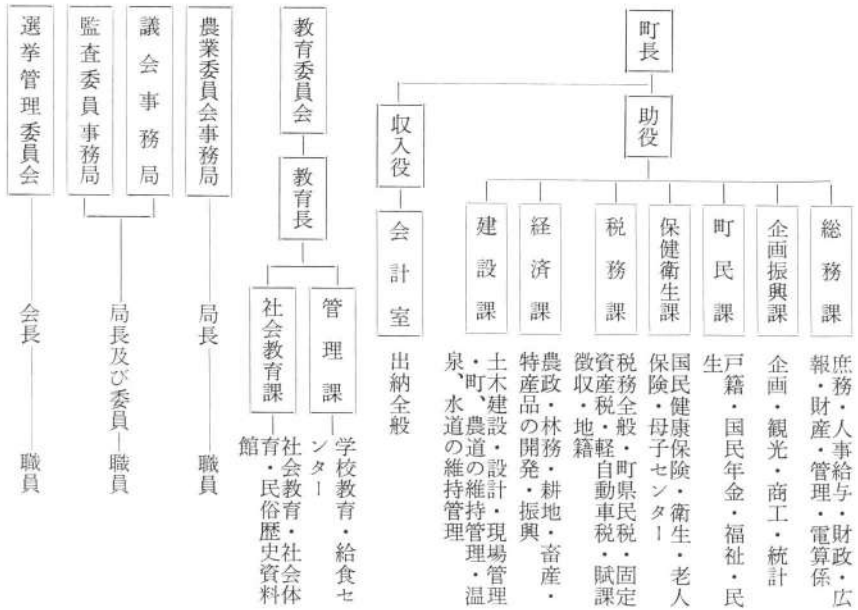 町長
助役
総務課
庶務・人事給与・財政・広
報・財産・管理・電算係
企画振興課
企画・観光・商工・統計
町民課
戸籍・国民年金・福祉・民
生
保健衛生課
国民健康保険・衛生・老人
保険・母子センター
税務課
税務全般・町県民税・固定
資産税・軽自動車税・賦課
徴収・地籍
経済課
農政・林務・耕地・畜産・
特産品の開発・振興
建設課
土木建設・設計・現場管理
・町、農道の維持管理・温
泉、水道の維持管理
収入役
会計室
出納全般
教育委員会
教育長
管理課
学校教育・給食セ
ンター
社会教育課
社会教育・社会体
育・民俗歴史資料
館
農業委員会事務局
局長
職員
議会事務局
監査委員事務局
局長及び委員
職員
選挙管理委員会
会長
職員